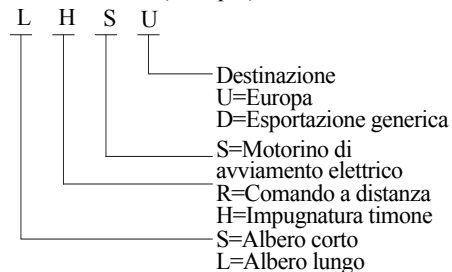 L H S U
Destinazione
U=Europa
D=Esportazione generica
S=Motorino di
avviamento elettrico
R=Comando a distanza
H=Impugnatura timone
S=Albero corto
L=Albero lungo